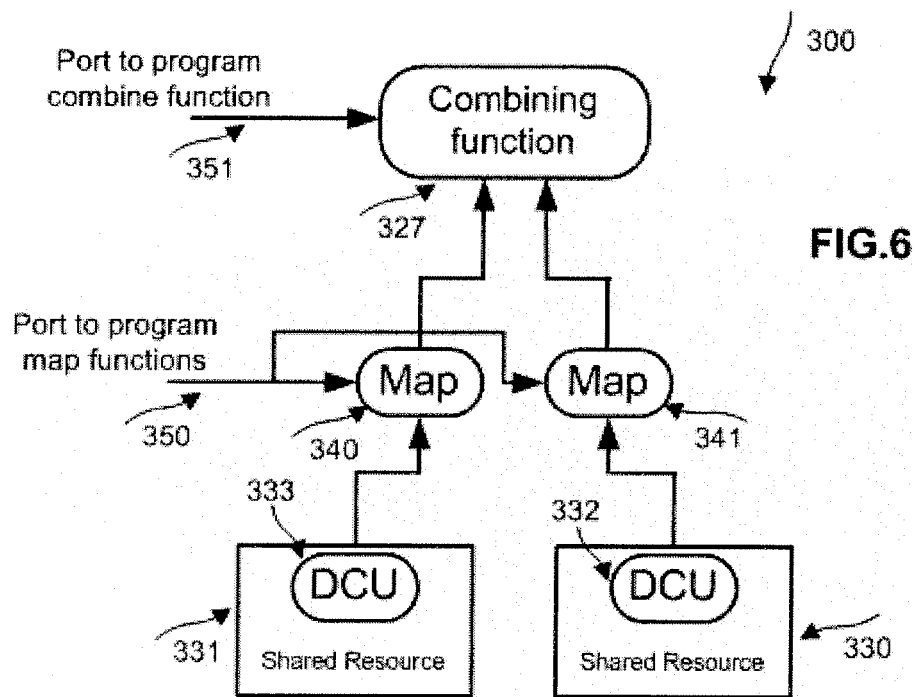 300
Port to program
combine function
351
Combining
function
327
FIG.6
Port to program
map functions
350
Map
340
Map
341
333
DCU
331
Shared Resource
332
DCU
330
Shared Resource